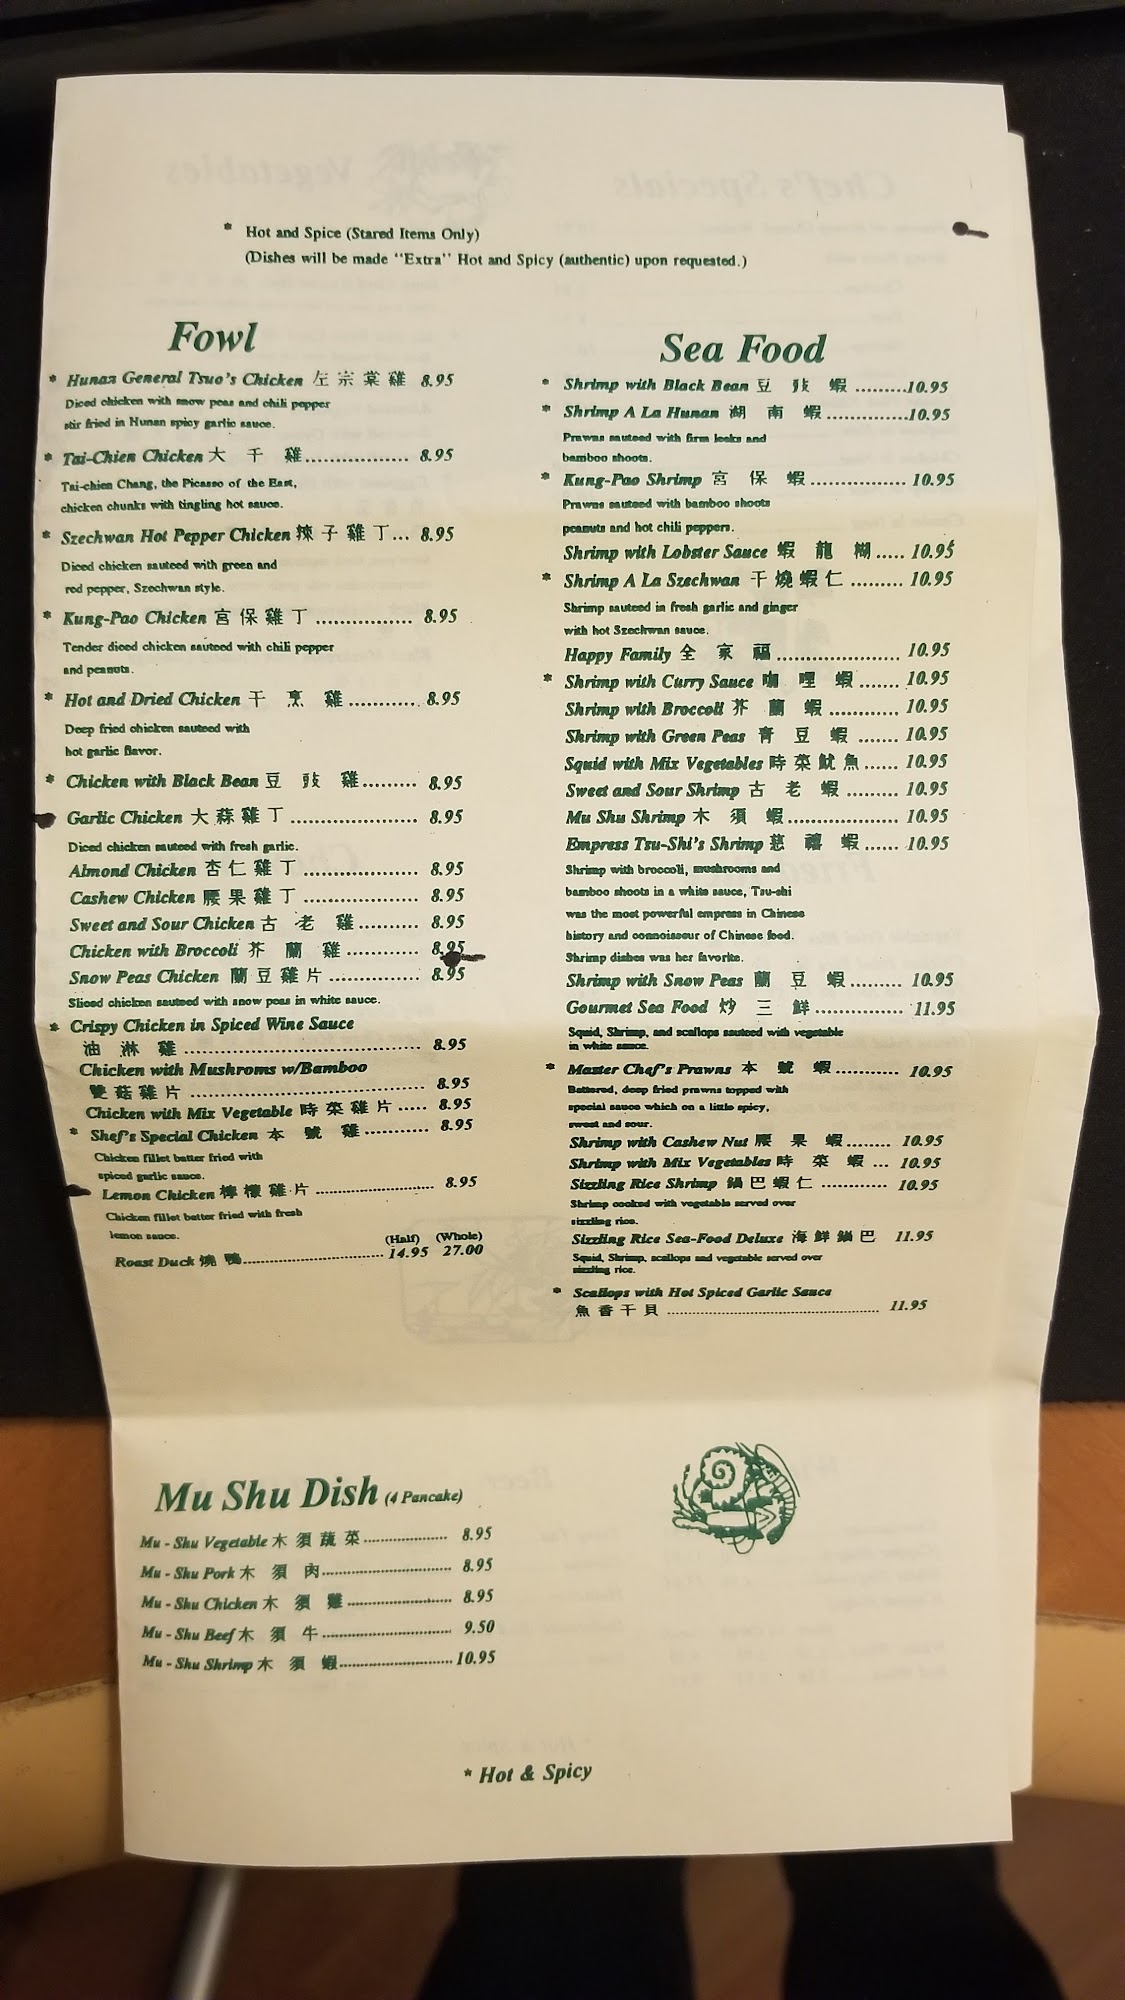 * Hot and Spice (Stared Items Only)
(Dishes will be made "Extra" Hot and Spicy (authentic) upon requested.)
Fowl
* Hunan General Tsuo's Chicken 左宗棠雞 8.95
Diced chicken with snow peas and chili pepper
stir fried in Hunan spicy garlic sauce.
* Tai-Chien Chicken 大千雞 8.95
Tai-chien Chang, the Picasso of the East,
chicken chunks with tingling hot sauce.
* Szechwan Hot Pepper Chicken 辣子雞丁... 8.95
Diced chicken sauteed with green and
red pepper, Szechwan style.
* Kung-Pao Chicken 宮保雞丁 8.95
Tender diced chicken sauteed with chili pepper
and peanuts.
* Hot and Dried Chicken 干烹雞 8.95
Deep fried chicken sauteed with
hot garlic flavor.
* Chicken with Black Bean 豆豉雞 8.95
Garlic Chicken 大蒜雞丁 8.95
Diced chicken sauteed with fresh garlic.
Almond Chicken 杏仁雞丁 8.95
Cashew Chicken 腰果雞丁 8.95
Sweet and Sour Chicken 古老雞 8.95
Chicken with Broccoli 芥蘭雞 8.95
Snow Peas Chicken 蘭豆雞片 8.95
Sliced chicken sauteed with snow peas in white sauce.
* Crispy Chicken in Spiced Wine Sauce
油淋雞 8.95
Chicken with Mushroms w/Bamboo
雙菇雞片 8.95
Chicken with Mix Vegetable 時菜雞片 8.95
* Shef's Special Chicken 本號雞 8.95
Chicken fillet batter fried with
spiced garlic sauce.
Lemon Chicken 檸檬雞片 8.95
Chicken fillet batter fried with fresh
lemon sauce.
(Half) (Whole)
Roast Duck 燒鴨 14.95 27.00
Sea Food
* Shrimp with Black Bean 豆豉蝦 10.95
* Shrimp A La Hunan 湖南蝦 10.95
Prawns sauteed with firm leeks and
bamboo shoots.
* Kung-Pao Shrimp 宮保蝦 10.95
Prawns sauteed with bamboo shoots
peanuts and hot chili peppers.
Shrimp with Lobster Sauce 蝦龍糊 10.95
* Shrimp A La Szechwan 干燒蝦仁 10.95
Shrimp sauteed in fresh garlic and ginger
with hot Szechwan sauce.
Happy Family 全家福 10.95
* Shrimp with Curry Sauce 咖哩蝦 10.95
Shrimp with Broccoli 芥蘭蝦 10.95
Shrimp with Green Peas 青豆蝦 10.95
Squid with Mix Vegetables 時菜魷魚 10.95
Sweet and Sour Shrimp 古老蝦 10.95
Mu Shu Shrimp 木須蝦 10.95
Empress Tsu-Shi's Shrimp 慈禧蝦 10.95
Shrimp with broccoli, mushrooms and
bamboo shoots in a white sauce, Tsu-shi
was the most powerful empress in Chinese
history and connoisseur of Chinese food.
Shrimp dishes was her favorite.
Shrimp with Snow Peas 蘭豆蝦 10.95
Gourmet Sea Food 炒三鮮 11.95
Squid, Shrimp, and scallops sauteed with vegetable
in white sauce.
* Master Chef's Prawns 本號蝦 10.95
Battered, deep fried prawns topped with
special sauce which on a little spicy,
sweet and sour.
Shrimp with Cashew Nut 腰果蝦 10.95
Shrimp with Mix Vegetables 時菜蝦 ... 10.95
Sizzling Rice Shrimp 鍋巴蝦仁 10.95
Shrimp cooked with vegetable served over
sizzling rice.
Sizzling Rice Sea-Food Deluxe 海鮮鍋巴 11.95
Squid, Shrimp, scallops and vegetable served over
sizzling rice.
* Scallops with Hot Spiced Garlic Sauce
魚香干貝 11.95
Mu Shu Dish (4 Pancake)
Mu - Shu Vegetable 木須蔬菜 8.95
Mu - Shu Pork 木須肉 8.95
Mu - Shu Chicken 木須雞 8.95
Mu - Shu Beef 木須牛 9.50
Mu - Shu Shrimp 木須蝦 10.95
* Hot & Spicy